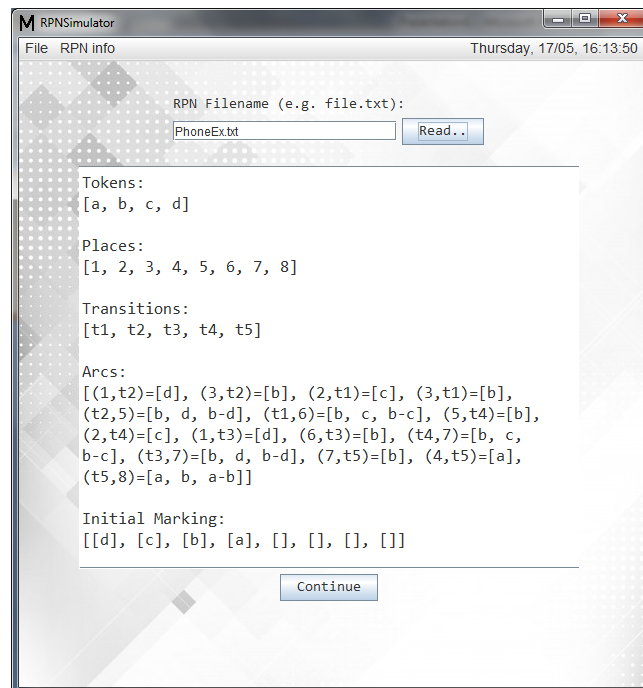 RPNSimulator
File RPN info Thursday, 17/05, 16:13:50
RPN Filename (e.g. file.txt):
PhoneEx.txt Read..
Tokens:
[a, b, c, d]
Places:
[1, 2, 3, 4, 5, 6, 7, 8]
Transitions:
[t1, t2, t3, t4, t5]
Arcs:
[(1,t2)=[d], (3,t2)=[b], (2,t1)=[c], (3,t1)=[b],
(t2,5)=[b, d, b-d], (t1,6)=[b, c, b-c], (5,t4)=[b],
(2,t4)=[c], (1,t3)=[d], (6,t3)=[b], (t4,7)=[b, c,
b-c], (t3,7)=[b, d, b-d], (7,t5)=[b], (4,t5)=[a],
(t5,8)=[a, b, a-b]]
Initial Marking:
[[d], [c], [b], [a], [], [], [], []]
Continue